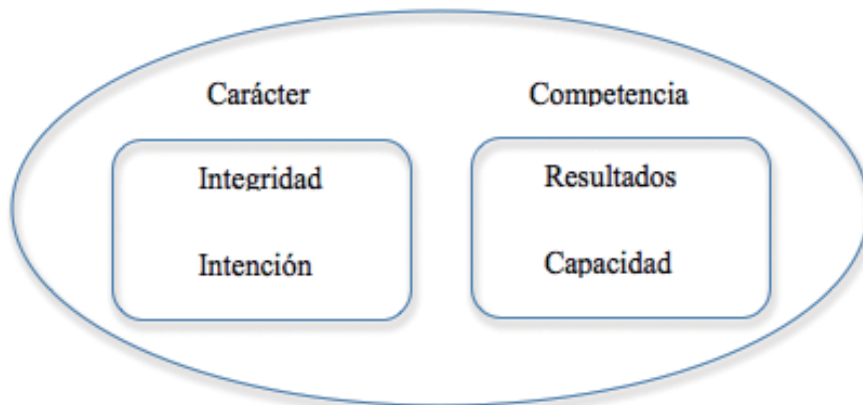 Carácter
Competencia
Integridad
Intención
Resultados
Capacidad